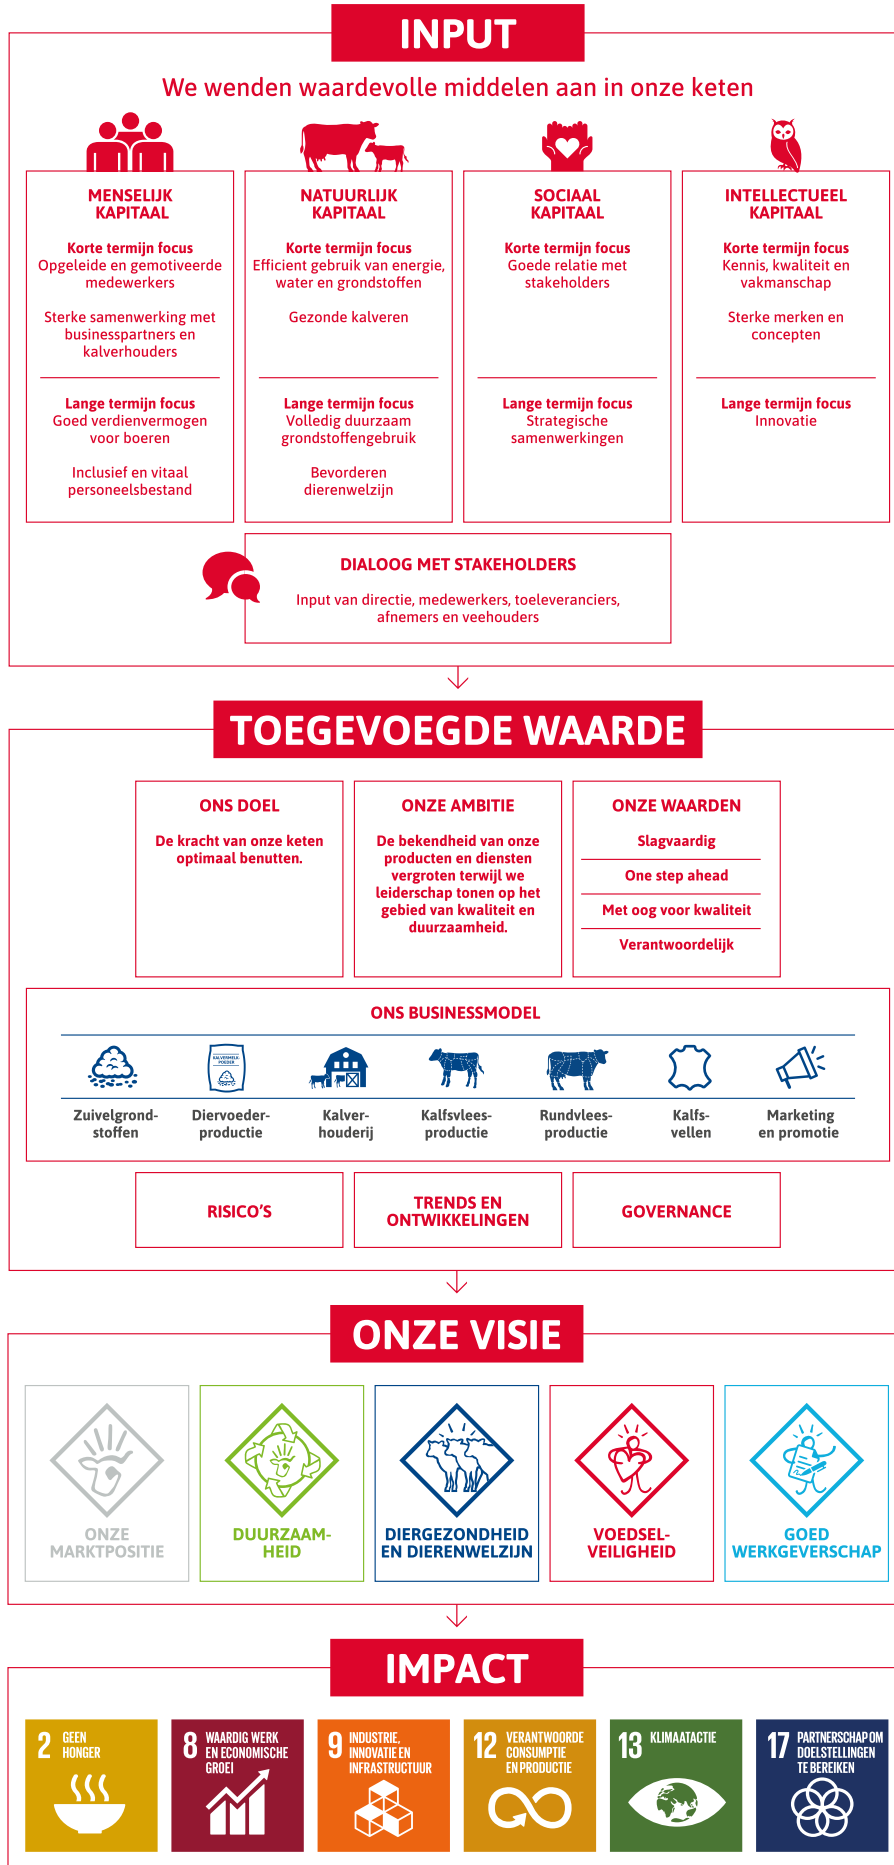 INPUT
We wenden waardevolle middelen aan in onze keten
MENSELIJK
KAPITAAL
Korte termijn focus
Opgeleide en gemotiveerde
medewerkers
Sterke samenwerking met
businesspartners en
kalverhouders
Lange termijn focus
Goed verdienvermogen
voor boeren
Inclusief en vitaal
personeelsbestand
NATUURLIJK
KAPITAAL
Korte termijn focus
Efficient gebruik van energie,
water en grondstoffen
Gezonde kalveren
Lange termijn focus
Volledig duurzaam
grondstoffengebruik
Bevorderen
dierenwelzijn
SOCIAAL
KAPITAAL
Korte termijn focus
Goede relatie met
stakeholders
Lange termijn focus
Strategische
samenwerkingen
INTELLECTUEEL
KAPITAAL
Korte termijn focus
Kennis, kwaliteit en
vakmanschap
Sterke merken en
concepten
Lange termijn focus
Innovatie
DIALOOG MET STAKEHOLDERS
Input van directie, medewerkers, toeleveranciers,
afnemers en veehouders
TOEGEVOEGDE WAARDE
ONS DOEL
De kracht van onze keten
optimaal benutten.
ONZE AMBITIE
De bekendheid van onze
producten en diensten
vergroten terwijl we
leiderschap tonen op het
gebied van kwaliteit en
duurzaamheid.
ONZE WAARDEN
Slagvaardig
One step ahead
Met oog voor kwaliteit
Verantwoordelijk
ONS BUSINESSMODEL
KALVERMELK
POEDER
Zuivelgrond-
stoffen
Diervoeder-
productie
Kalver-
houderij
Kalfsvlees-
productie
Rundvlees-
productie
Kalfs-
vellen
Marketing
en promotie
RISICO'S
TRENDS EN
ONTWIKKELINGEN
GOVERNANCE
ONZE VISIE
ONZE
MARKTPOSITIE
DUURZAAM-
HEID
DIERGEZONDHEID
EN DIERENWELZIJN
VOEDSEL-
VEILIGHEID
GOED
WERKGEVERSCHAP
IMPACT
2 GEEN
HONGER
8 WAARDIG WERK
EN ECONOMISCHE
GROEI
9 INDUSTRIE,
INNOVATIE EN
INFRASTRUCTUUR
12 VERANTWOORDE
CONSUMPTIE
EN PRODUCTIE
13 KLIMAATACTIE
17 PARTNERSCHAP OM
DOELSTELLINGEN
TE BEREIKEN